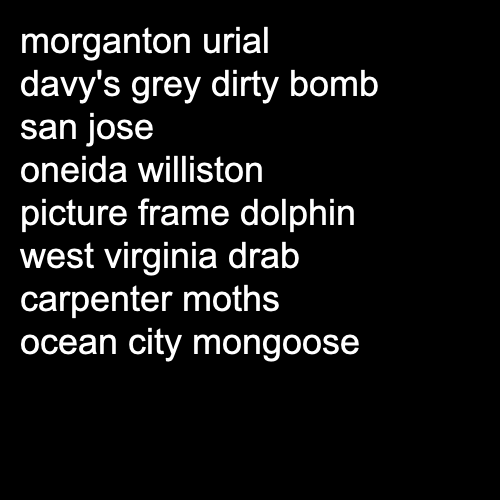 morganton urial
davy's grey dirty bomb
san jose
oneida williston
picture frame dolphin
west virginia drab
carpenter moths
ocean city mongoose